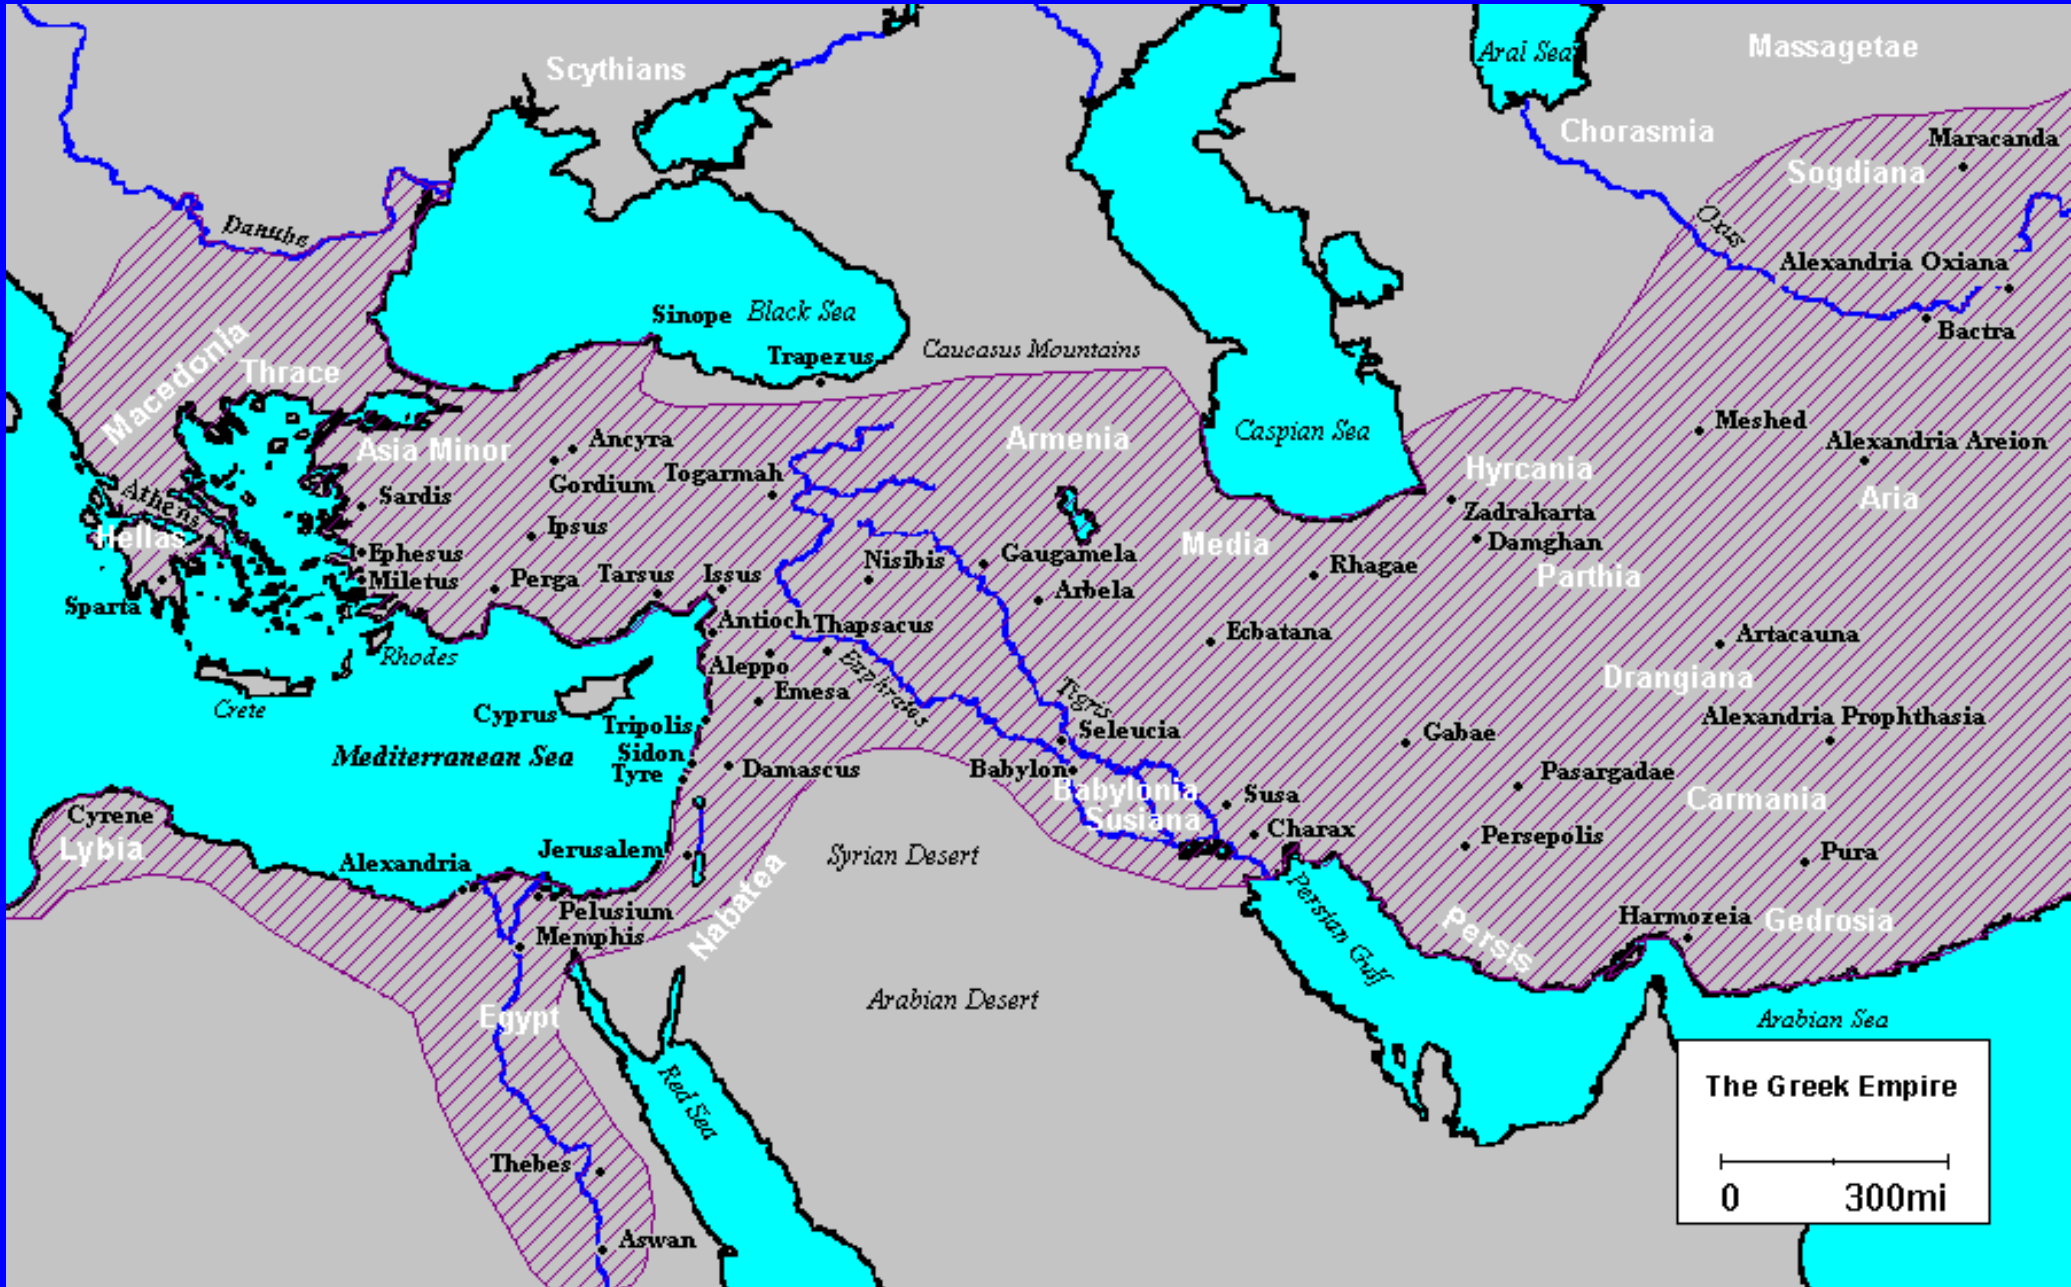 Aral Sea
Massagetae
Scythians
Chorasmia
Maracanda
Sogdiana
Danube
Oxus
Alexandria Oxiana
Sinope
Black Sea
Bactra
Trapezus
Caucasus Mountains
Macedonia
Thrace
Meshed
Caspian Sea
Armenia
Alexandria Areion
Asia Minor
Ancyra
Togarmah
Gordium
Hyrcania
Athens
Sardis
Aria
Zadrakarta
Hellas
Ipsus
Media
Damghan
Ephesus
Nisibis
Gaugamela
Rhagae
Parthia
Miletus
Perga
Tarsus
Issus
Arbela
Sparta
Antioch
Thapsacus
Ecbatana
Artacauna
Rhodes
Aleppo
Euphrates
Drangiana
Crete
Emesa
Tigris
Cyprus
Tripolis
Alexandria Prophthasia
Seleucia
Gabae
Mediterranean Sea
Sidon
Tyre
Damascus
Babylon
Pasargadae
Babylonia
Susa
Carmania
Cyrene
Susiana
Charax
Persepolis
Lybia
Alexandria
Jerusalem
Syrian Desert
Pura
Nabatea
Pelusium
Persian Gulf
Persis
Harmozeia
Gedrosia
Memphis
Arabian Desert
Egypt
Arabian Sea
Red Sea
The Greek Empire
Thebes
0 300mi
Aswan